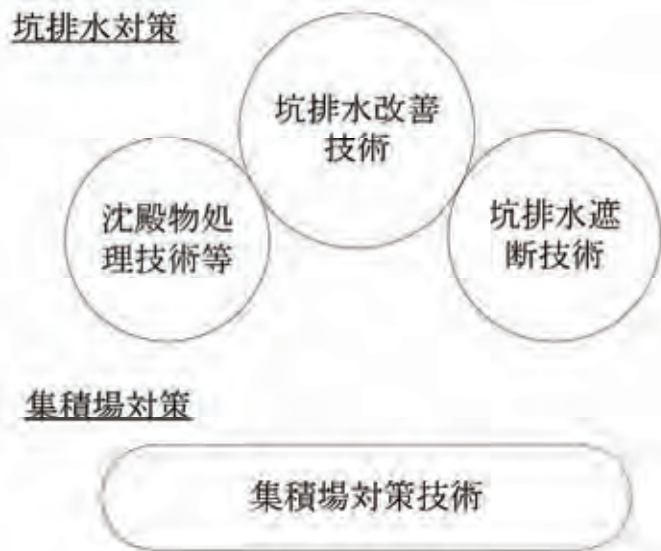 坑排水対策
坑排水改善
技術
沈殿物処
理技術等
坑排水遮
断技術
集積場対策
集積場対策技術